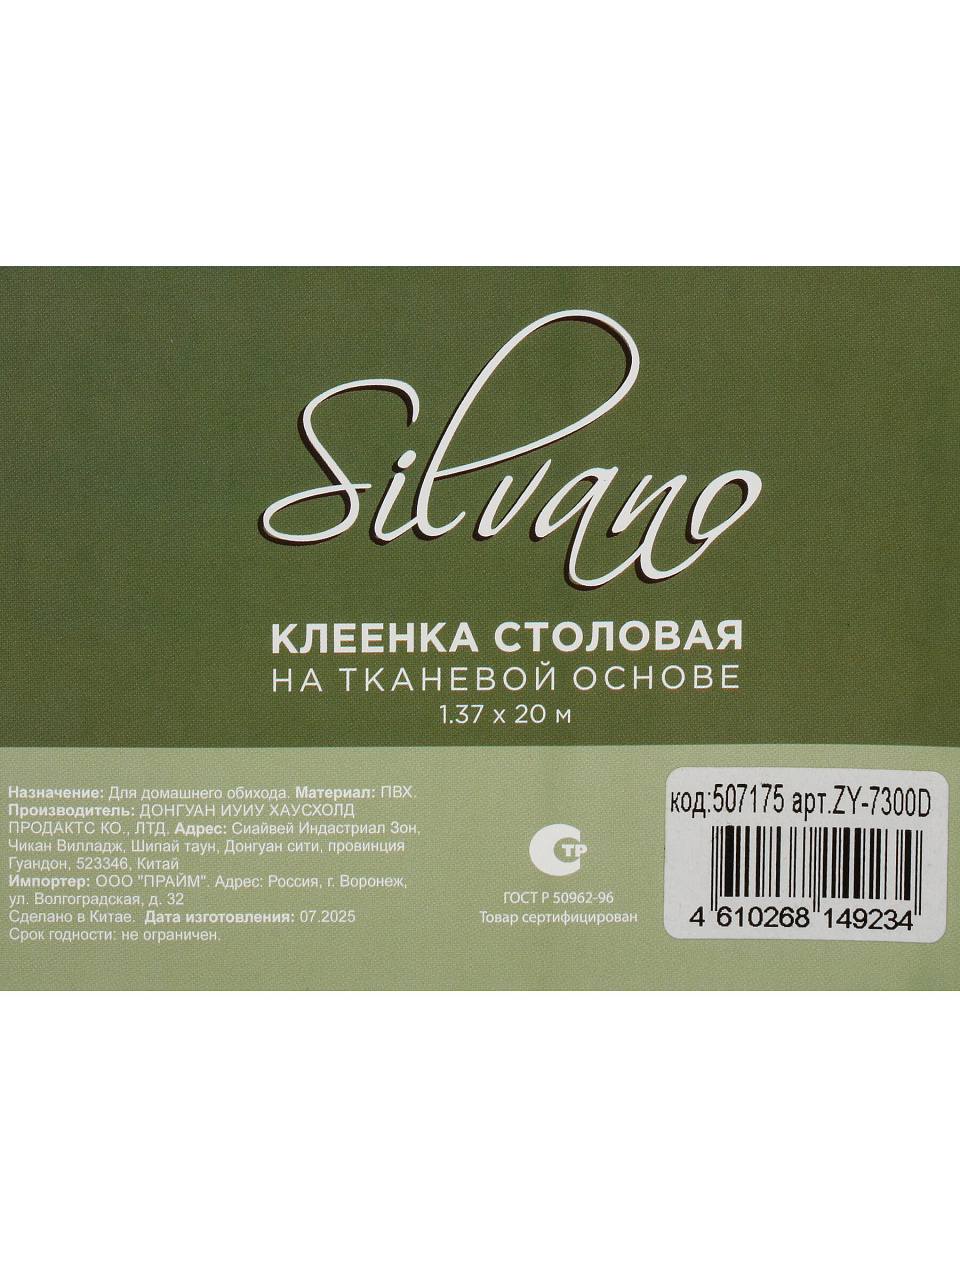 Silvano
КЛЕЕНКА СТОЛОВАЯ
НА ТКАНЕВОЙ ОСНОВЕ
1.37 x 20 м
Назначение: Для домашнего обихода. Материал: ПВХ.
Производитель: ДОНГУАН ИУИУ ХАУСХОЛД
ПРОДАКТС КО., ЛТД. Адрес: Сиайвей Индастриал Зон,
Чикан Вилладж, Шипай таун, Донгуан сити, провинция
Гуандон, 523346, Китай
Импортер: ООО "ПРАЙМ". Адрес: Россия, г. Воронеж,
ул. Волгоградская, д. 32
Сделано в Китае. Дата изготовления: 07.2025
Срок годности: не ограничен.
СТР
ГОСТ Р 50962-96
Товар сертифицирован
код:507175 арт.ZY-7300D
4 610268 149234